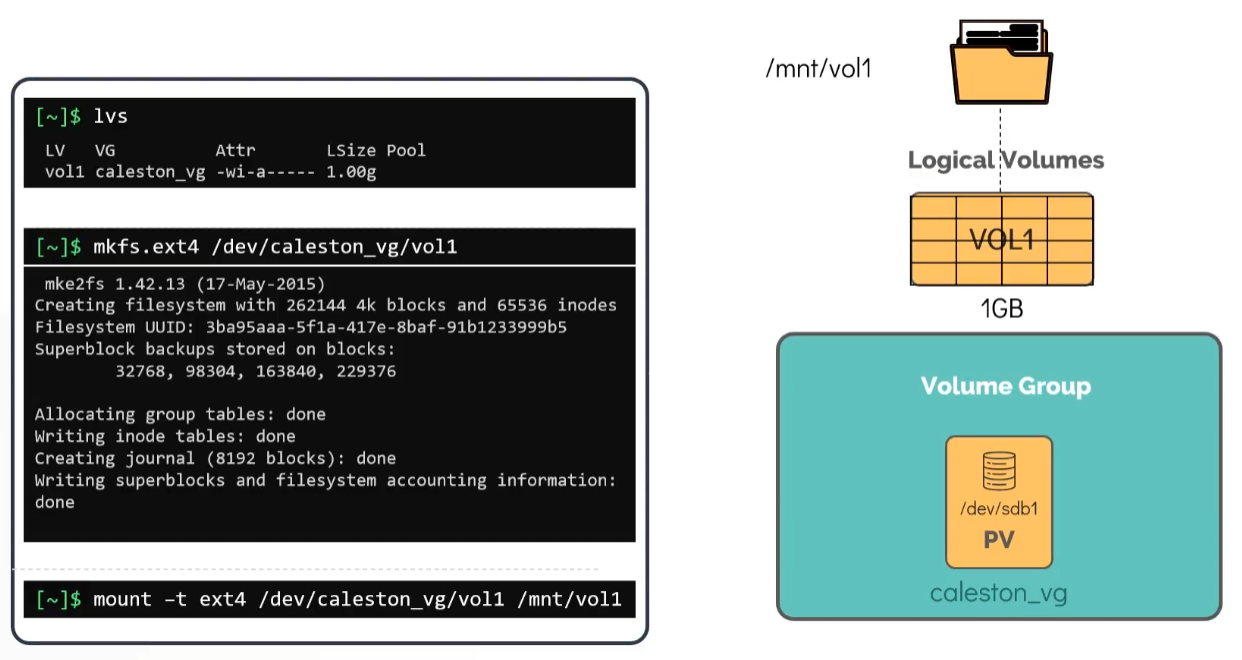 [~]$ lvs
LV VG Attr LSize Pool
vol1 caleston_vg -wi-a----- 1.00g
[~]$ mkfs.ext4 /dev/caleston_vg/vol1
mke2fs 1.42.13 (17-May-2015)
Creating filesystem with 262144 4k blocks and 65536 inodes
Filesystem UUID: 3ba95aaa-5f1a-417e-8baf-91b1233999b5
Superblock backups stored on blocks:
32768, 98304, 163840, 229376
Allocating group tables: done
Writing inode tables: done
Creating journal (8192 blocks): done
Writing superblocks and filesystem accounting information:
done
[~]$ mount –t ext4 /dev/caleston_vg/vol1 /mnt/vol1
/mnt/vol1
Logical Volumes
VOL1
1GB
Volume Group
/dev/sdb1
PV
caleston_vg